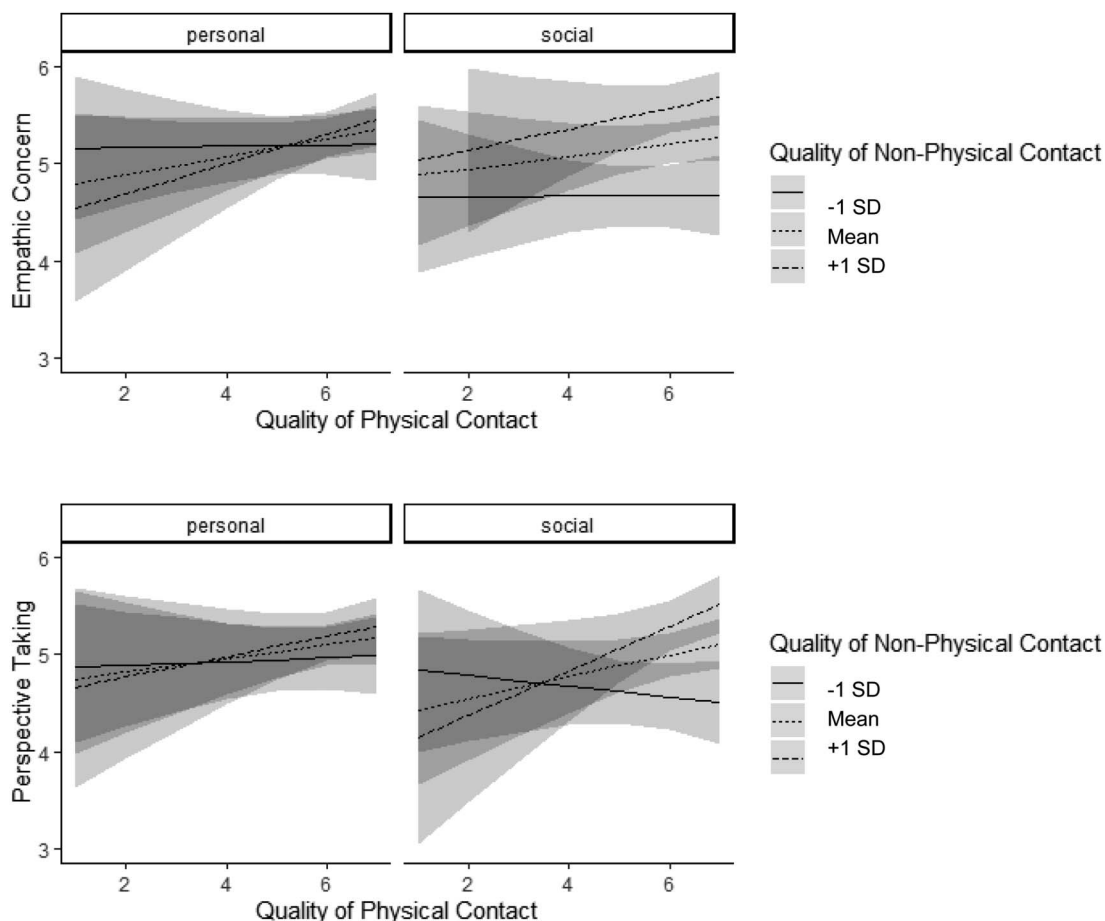 personal
social
Empathic Concern
6
5
4
3
2
4
6
2
4
6
Quality of Physical Contact
Quality of Non-Physical Contact
-1 SD
Mean
+1 SD
personal
social
Perspective Taking
6
5
4
3
2
4
6
2
4
6
Quality of Physical Contact
Quality of Non-Physical Contact
-1 SD
Mean
+1 SD